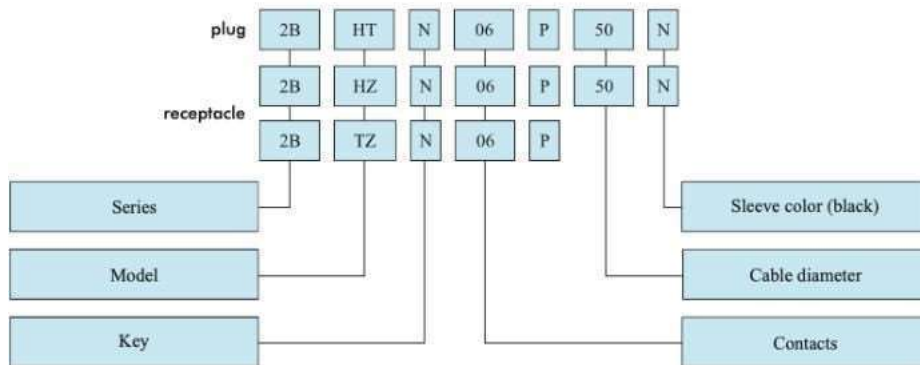 plug 2B HT N 06 P 50 N
2B HZ N 06 P 50 N
receptacle
2B TZ N 06 P
Series
Sleeve color (black)
Model
Cable diameter
Key
Contacts